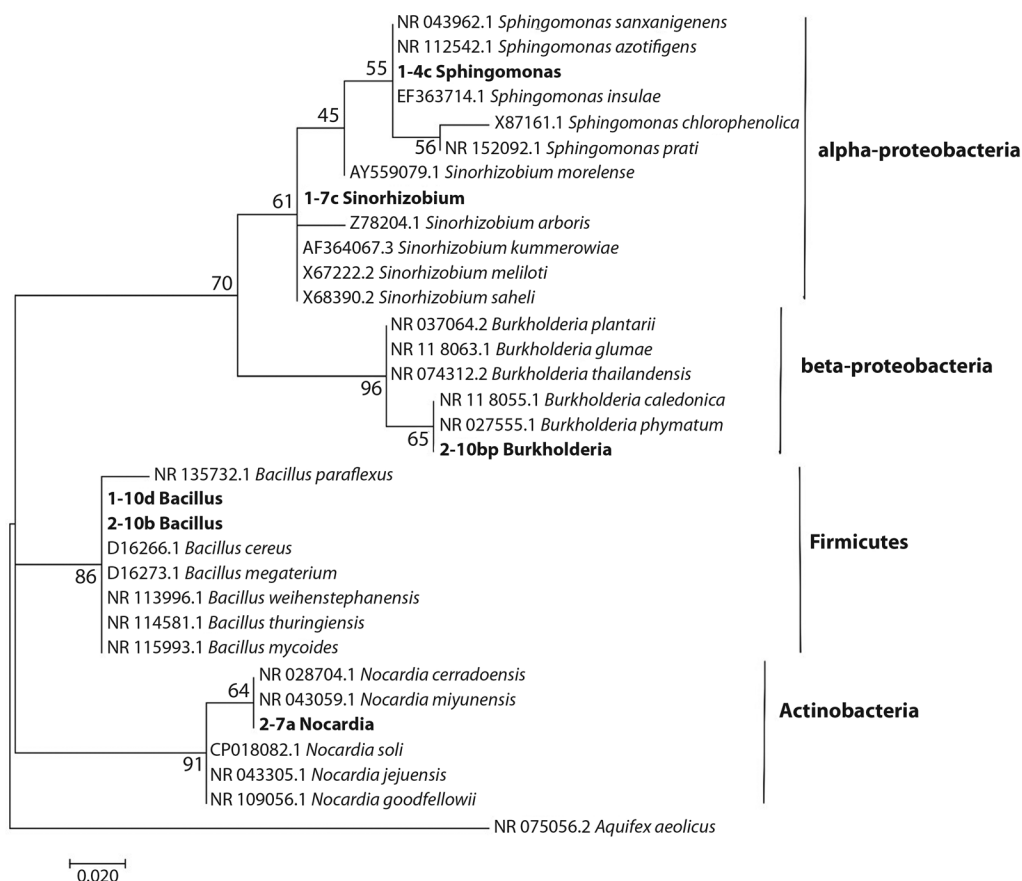 NR 043962.1 Sphingomonas sanxanigenens
NR 112542.1 Sphingomonas azotifigens
55
1-4c Sphingomonas
EF363714.1 Sphingomonas insulae
45
X87161.1 Sphingomonas chlorophenolica
56
NR 152092.1 Sphingomonas prati
alpha-proteobacteria
AY559079.1 Sinorhizobium morelense
61
1-7c Sinorhizobium
Z78204.1 Sinorhizobium arboris
AF364067.3 Sinorhizobium kummerowiae
X67222.2 Sinorhizobium meliloti
70
X68390.2 Sinorhizobium saheli
NR 037064.2 Burkholderia plantarii
NR 11 8063.1 Burkholderia glumae
beta-proteobacteria
NR 074312.2 Burkholderia thailandensis
96
NR 11 8055.1 Burkholderia caledonica
NR 027555.1 Burkholderia phymatum
65
2-10bp Burkholderia
NR 135732.1 Bacillus paraflexus
1-10d Bacillus
2-10b Bacillus
Firmicutes
D16266.1 Bacillus cereus
86
D16273.1 Bacillus megaterium
NR 113996.1 Bacillus weihenstephanensis
NR 114581.1 Bacillus thuringiensis
NR 115993.1 Bacillus mycoides
NR 028704.1 Nocardia cerradoensis
64
NR 043059.1 Nocardia miyunensis
Actinobacteria
2-7a Nocardia
CP018082.1 Nocardia soli
91
NR 043305.1 Nocardia jejuensis
NR 109056.1 Nocardia goodfellowii
NR 075056.2 Aquifex aeolicus
0.020